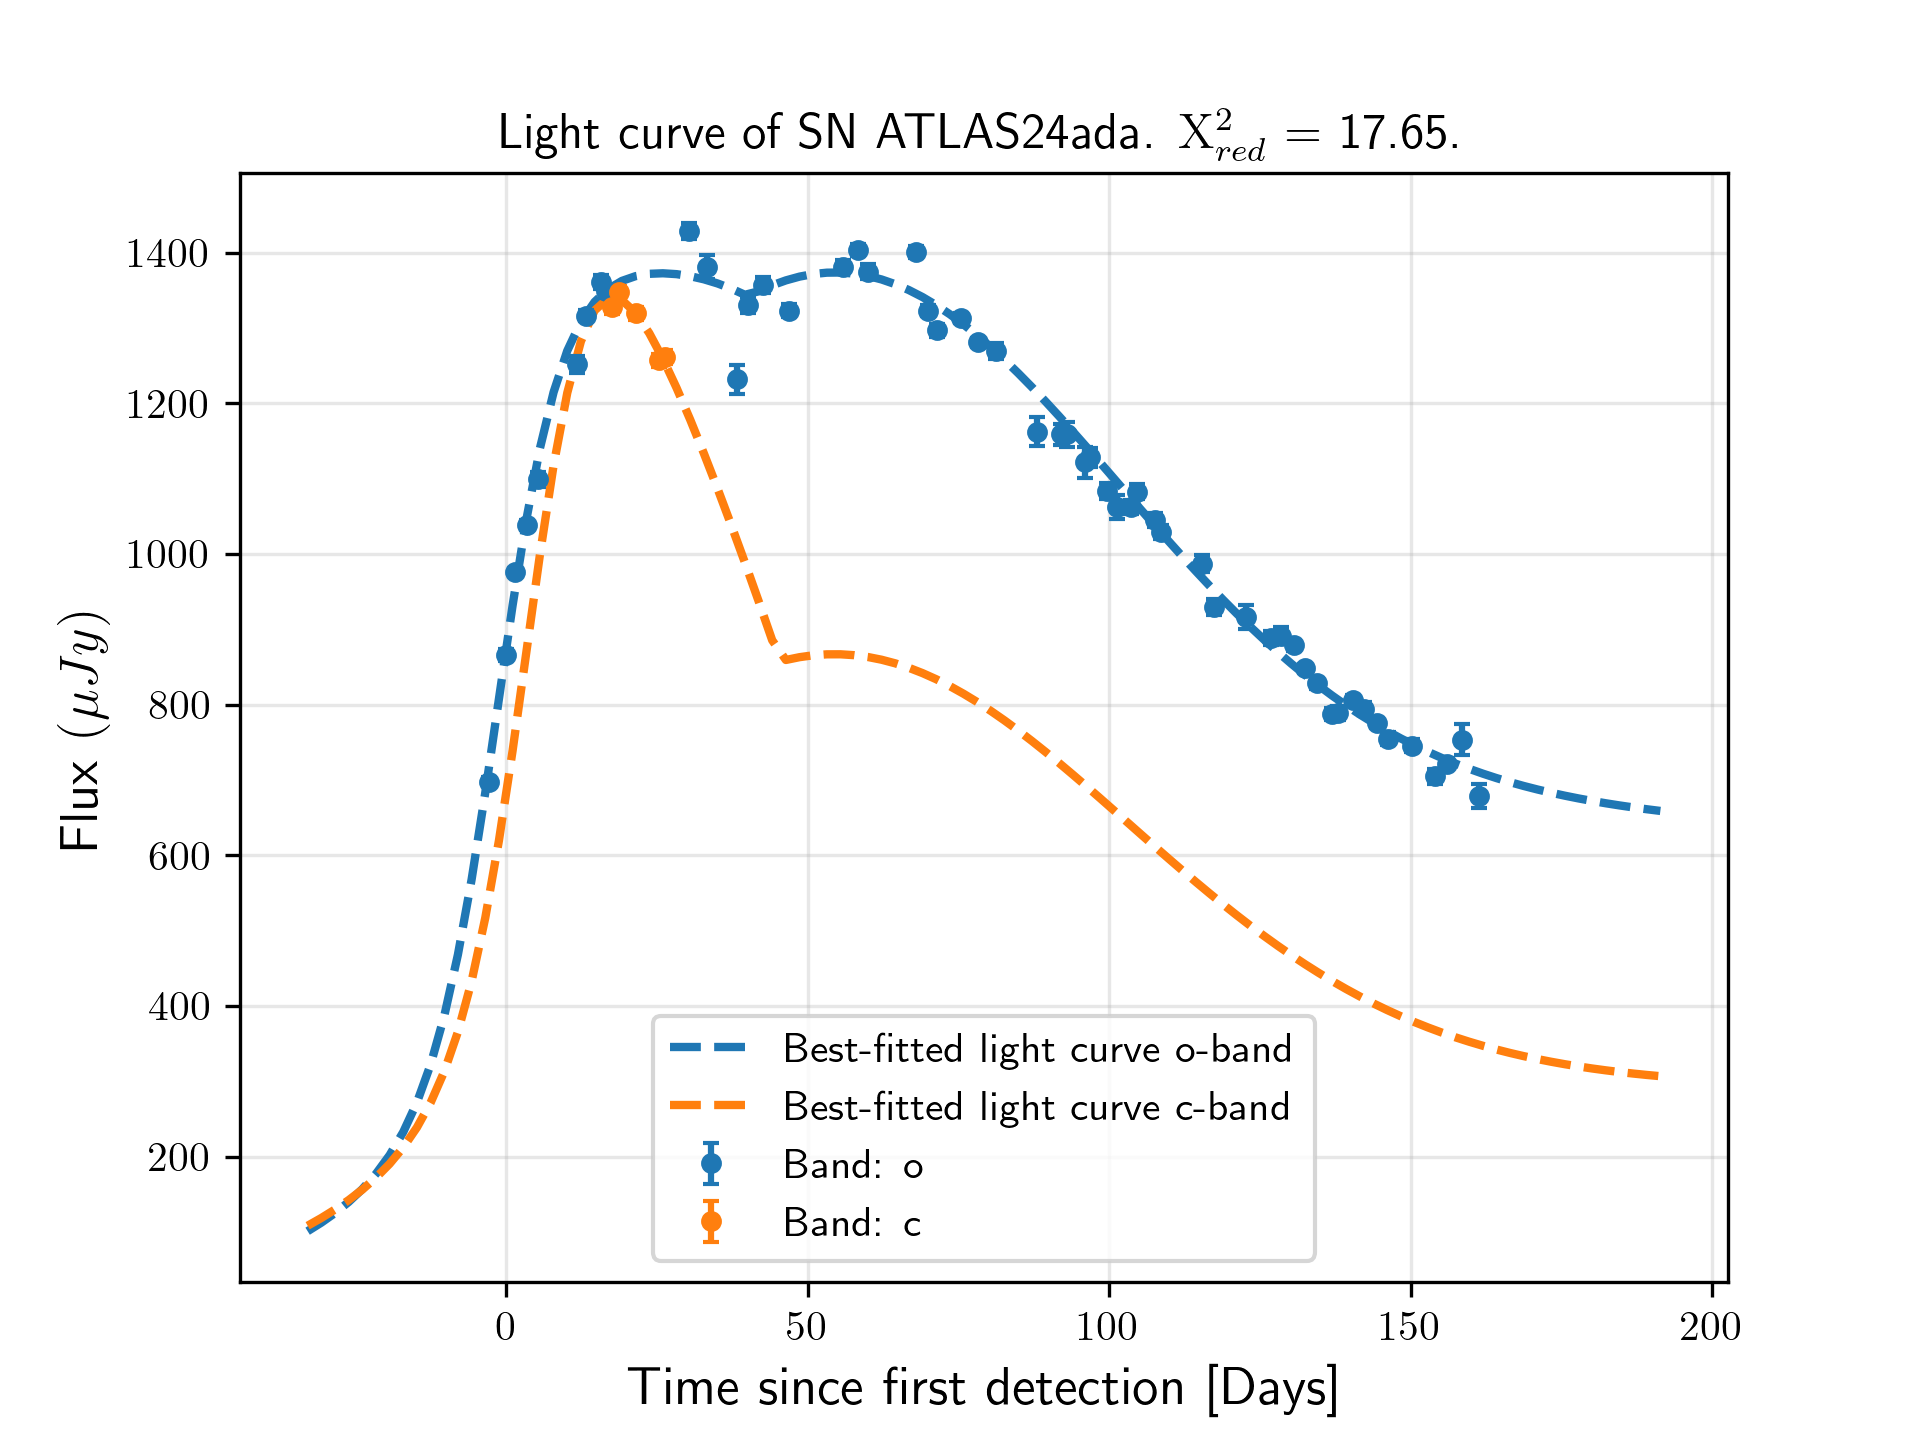 Light curve of SN ATLAS24ada. X²_red = 17.65.
Flux (μJy)
1400
1200
1000
800
600
400
200
Best-fitted light curve o-band
Best-fitted light curve c-band
Band: o
Band: c
0 50 100 150 200
Time since first detection [Days]